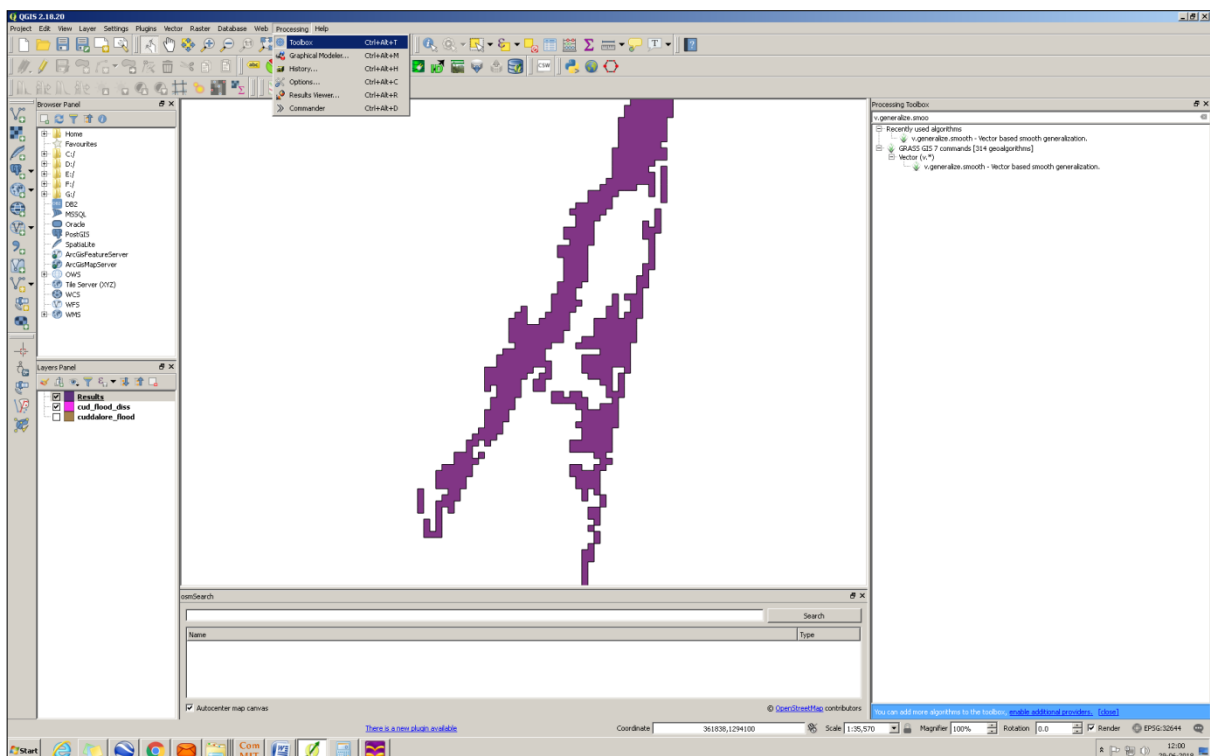 QGIS 2.18.20
Project Edit View Layer Settings Plugins Vector Raster Database Web Processing Help
Toolbox Ctrl+Alt+T
Graphical Modeler... Ctrl+Alt+M
History... Ctrl+Alt+H
Options... Ctrl+Alt+C
Results Viewer... Ctrl+Alt+R
Commander Ctrl+Alt+D
Browser Panel
Home
Favourites
C:/
D:/
E:/
F:/
G:/
DB2
MSSQL
Oracle
PostGIS
SpatiaLite
ArcGisFeatureServer
ArcGisMapServer
OWS
Tile Server (XYZ)
WCS
WFS
WMS
Layers Panel
Results
cud_flood_diss
cuddalore_flood
Processing Toolbox
v.generalize.smoo
Recently used algorithms
v.generalize.smooth - Vector based smooth generalization.
GRASS GIS 7 commands [314 geoalgorithms]
Vector (v.*)
v.generalize.smooth - Vector based smooth generalization.
osmSearch
Search
Name Type
Autocenter map canvas
© OpenStreetMap contributors
You can add more algorithms to the toolbox, enable additional providers. [close]
There is a new plugin available
Coordinate 361838,1294100 Scale 1:35,570 Magnifier 100% Rotation 0.0 Render EPSG:32644
Start
Com
MIT
12:00
29-06-2018